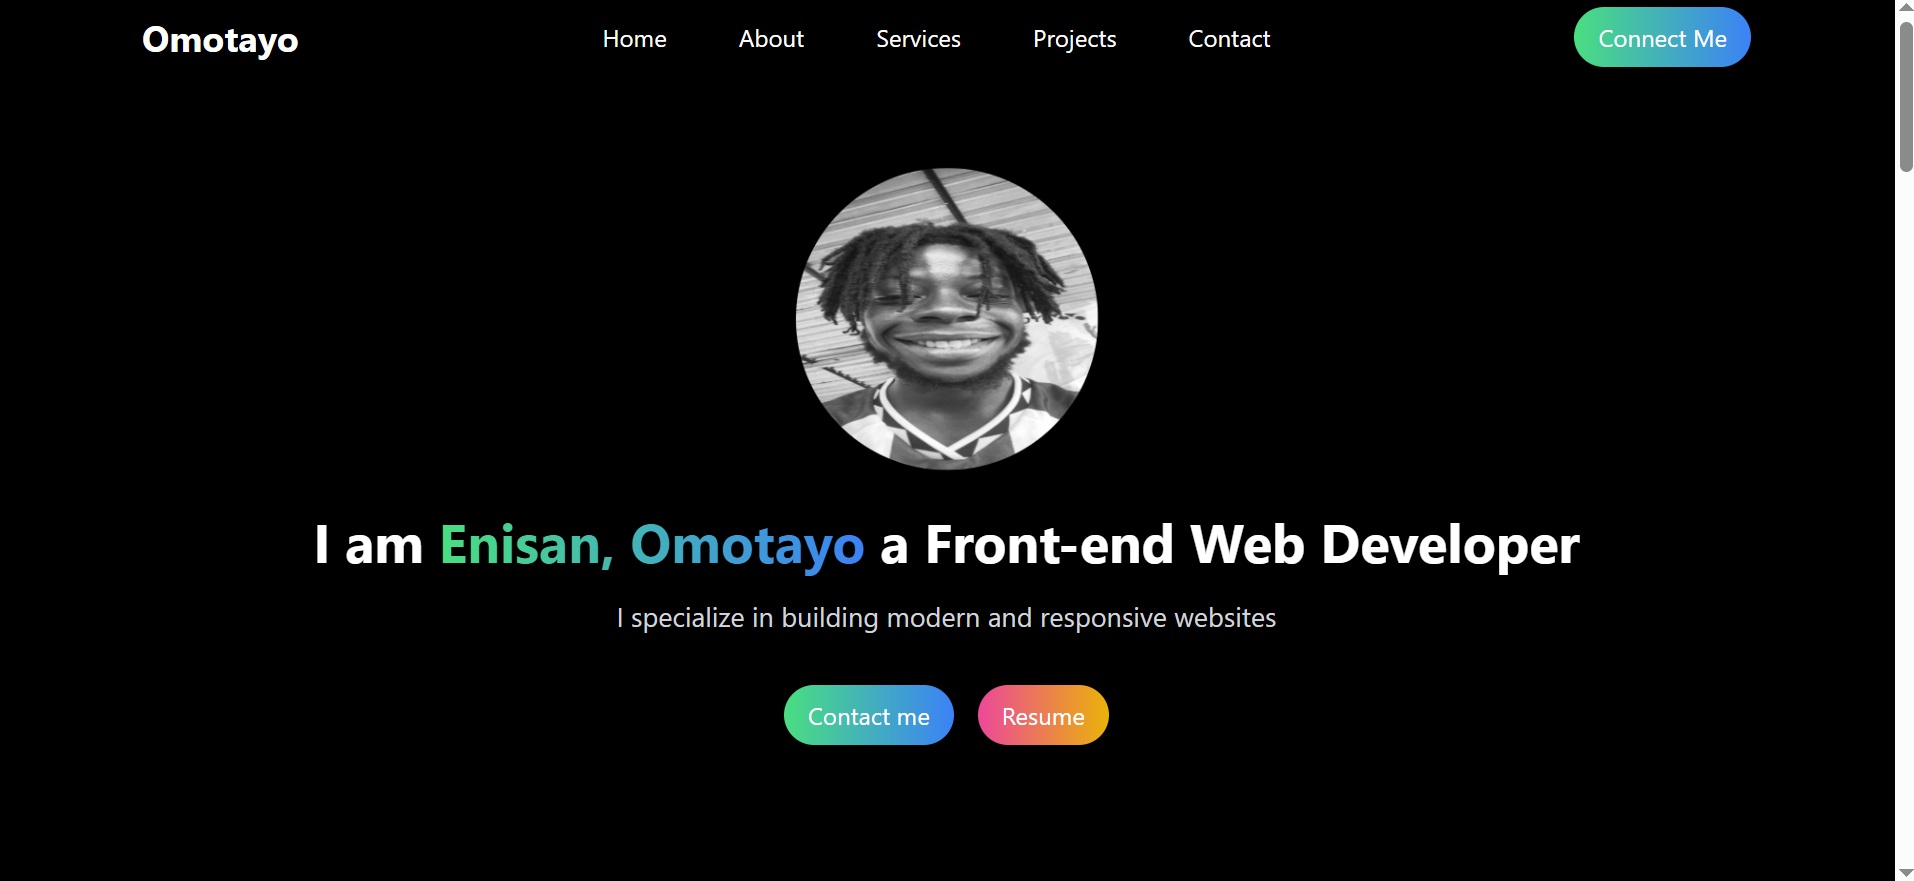 Omotayo
Home About Services Projects Contact
Connect Me
I am Enisan, Omotayo a Front-end Web Developer
I specialize in building modern and responsive websites
Contact me
Resume